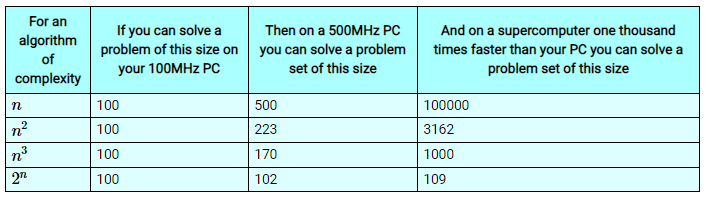 For an
algorithm
of
complexity
If you can solve a
problem of this size on
your 100MHz PC
Then on a 500MHz PC
you can solve a problem
set of this size
And on a supercomputer one thousand
times faster than your PC you can solve a
problem set of this size
n 100 500 100000
n² 100 223 3162
n³ 100 170 1000
2ⁿ 100 102 109